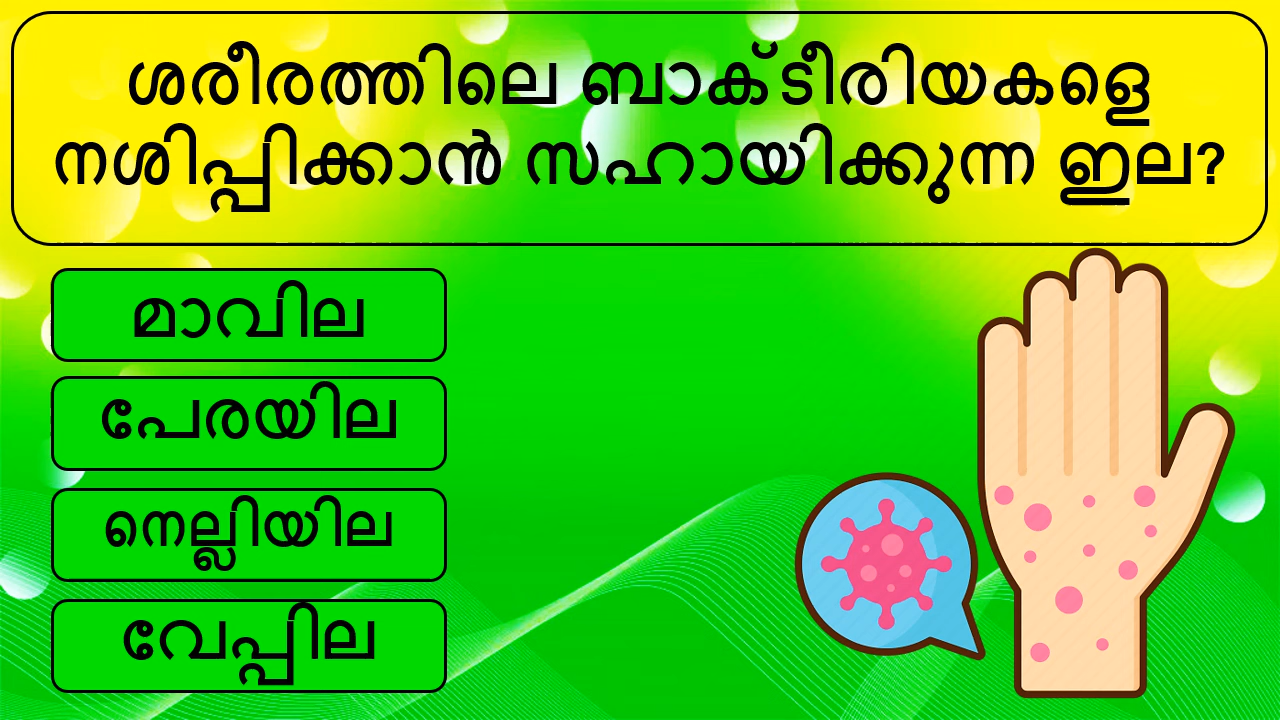 ശരീരത്തിലെ ബാക്ടീരിയകളെ
നശിപ്പിക്കാൻ സഹായിക്കുന്ന ഇല?
മാവില
പേരയില
നെല്ലിയില
വേപ്പില